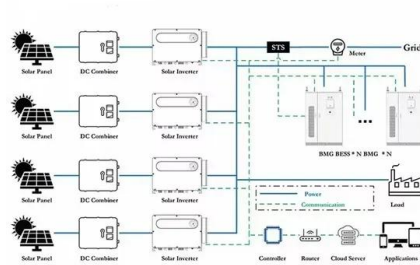 STS
Meter
Grid
Solar Panel
DC Combiner
Solar Inverter
Solar Panel
DC Combiner
Solar Inverter
BMG BESS * N BMG * N
Solar Panel
DC Combiner
Solar Inverter
Power
Communication
Load
Solar Panel
DC Combiner
Solar Inverter
Controller
Router
Cloud Server
Applications